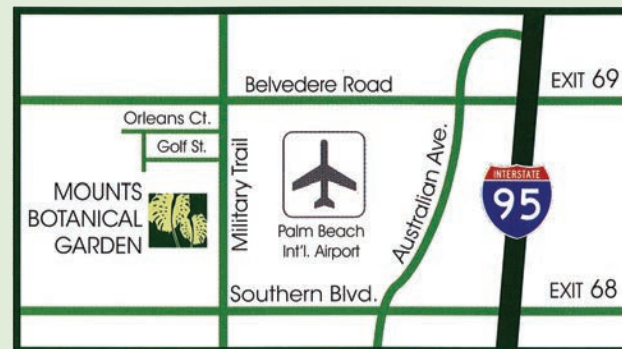 Belvedere Road
EXIT 69
Orleans Ct.
Golf St.
MOUNTS
BOTANICAL
GARDEN
Military Trail
Palm Beach
Int'l. Airport
Australian Ave.
INTERSTATE
95
Southern Blvd.
EXIT 68